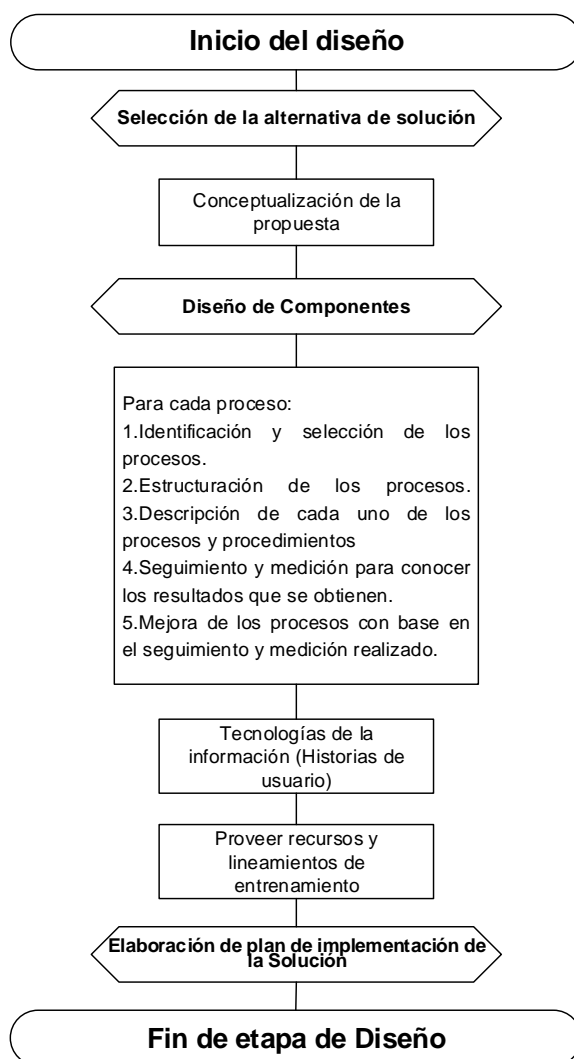 Inicio del diseño
Selección de la alternativa de solución
Conceptualización de la
propuesta
Diseño de Componentes
Para cada proceso:
1.Identificación y selección de los
procesos.
2.Estructuración de los procesos.
3.Descripción de cada uno de los
procesos y procedimientos
4.Seguimiento y medición para conocer
los resultados que se obtienen.
5.Mejora de los procesos con base en
el seguimiento y medición realizado.
Tecnologías de la
información (Historias de
usuario)
Proveer recursos y
lineamientos de
entrenamiento
Elaboración de plan de implementación de
la Solución
Fin de etapa de Diseño